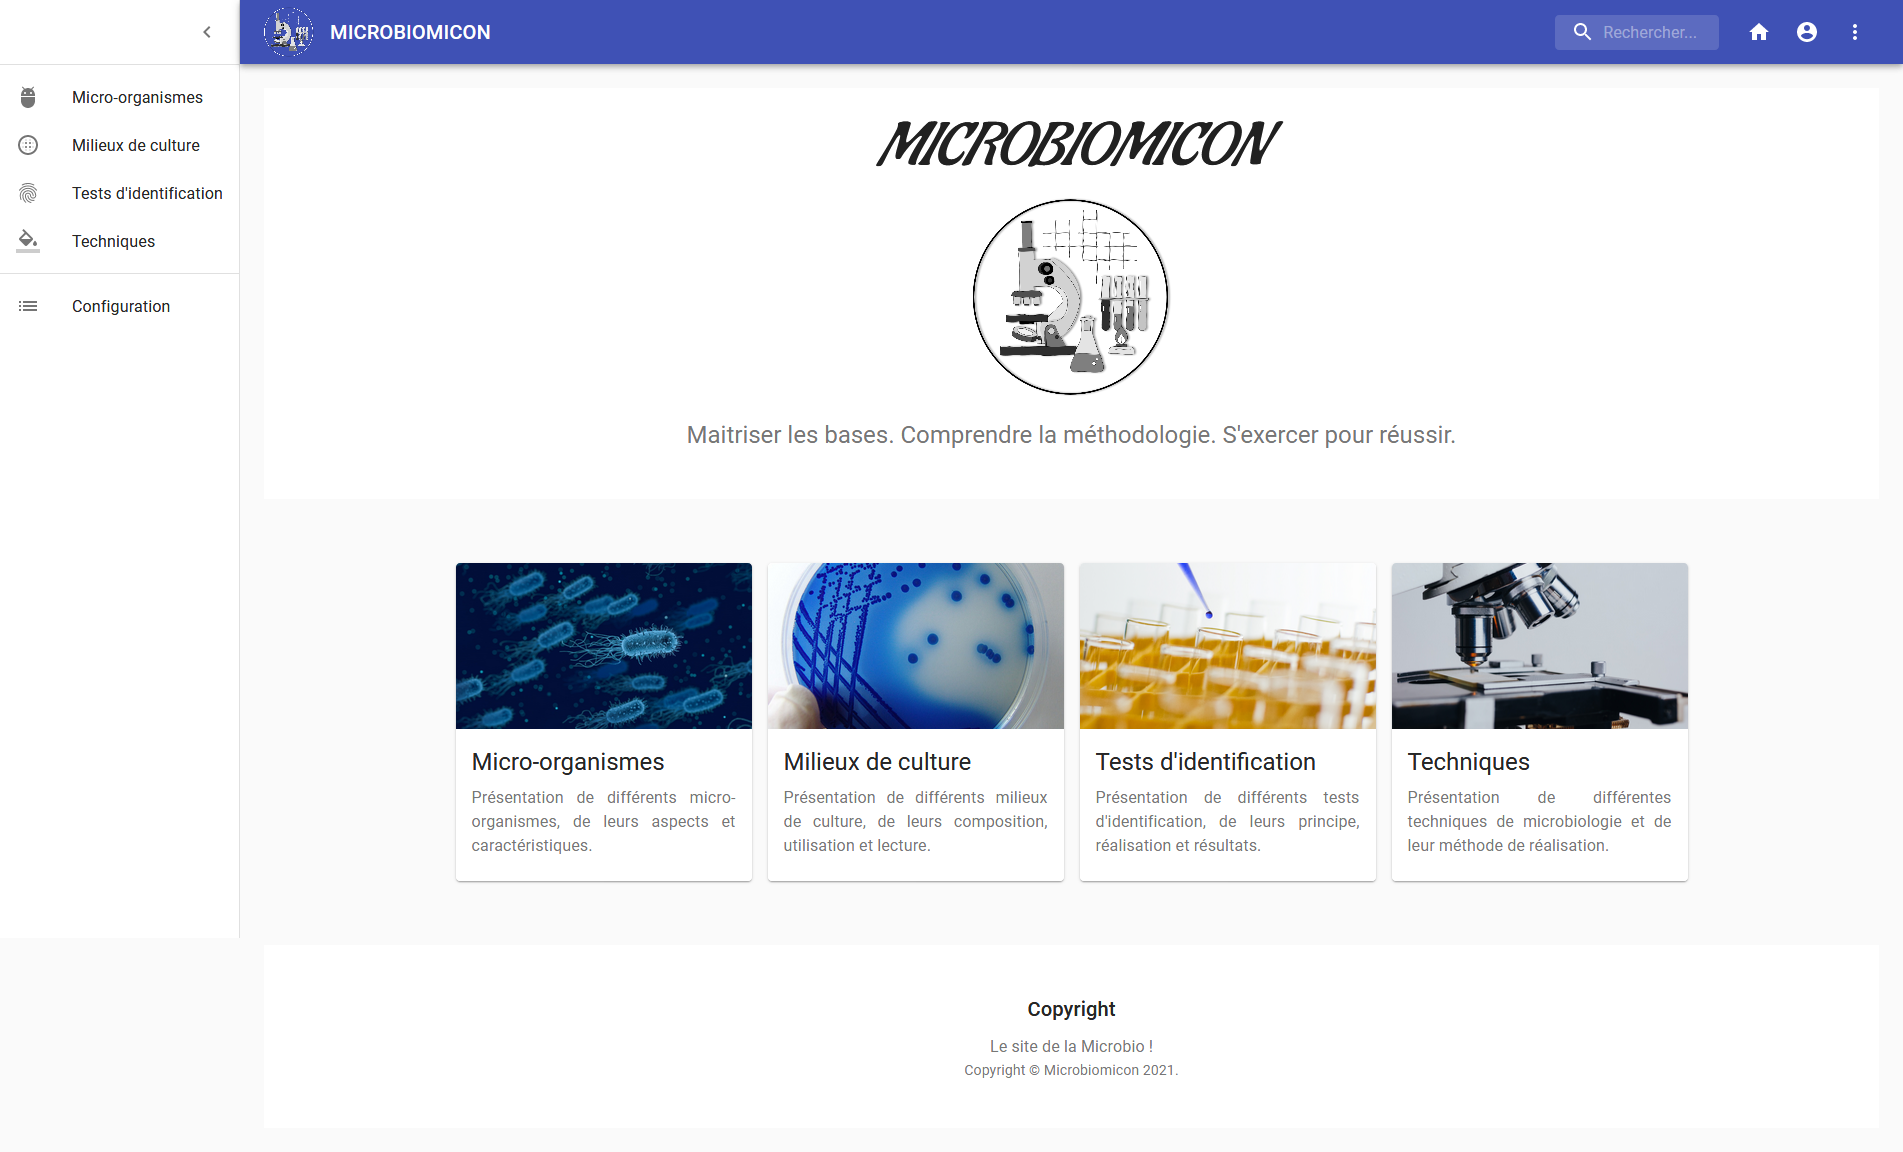 MICROBIOMICON
Rechercher...
Micro-organismes
Milieux de culture
Tests d'identification
Techniques
Configuration
MICROBIOMICON
Maitriser les bases. Comprendre la méthodologie. S'exercer pour réussir.
Micro-organismes
Présentation de différents micro-
organismes, de leurs aspects et
caractéristiques.
Milieux de culture
Présentation de différents milieux
de culture, de leurs composition,
utilisation et lecture.
Tests d'identification
Présentation de différents tests
d'identification, de leurs principe,
réalisation et résultats.
Techniques
Présentation de différentes
techniques de microbiologie et de
leur méthode de réalisation.
Copyright
Le site de la Microbio !
Copyright © Microbiomicon 2021.